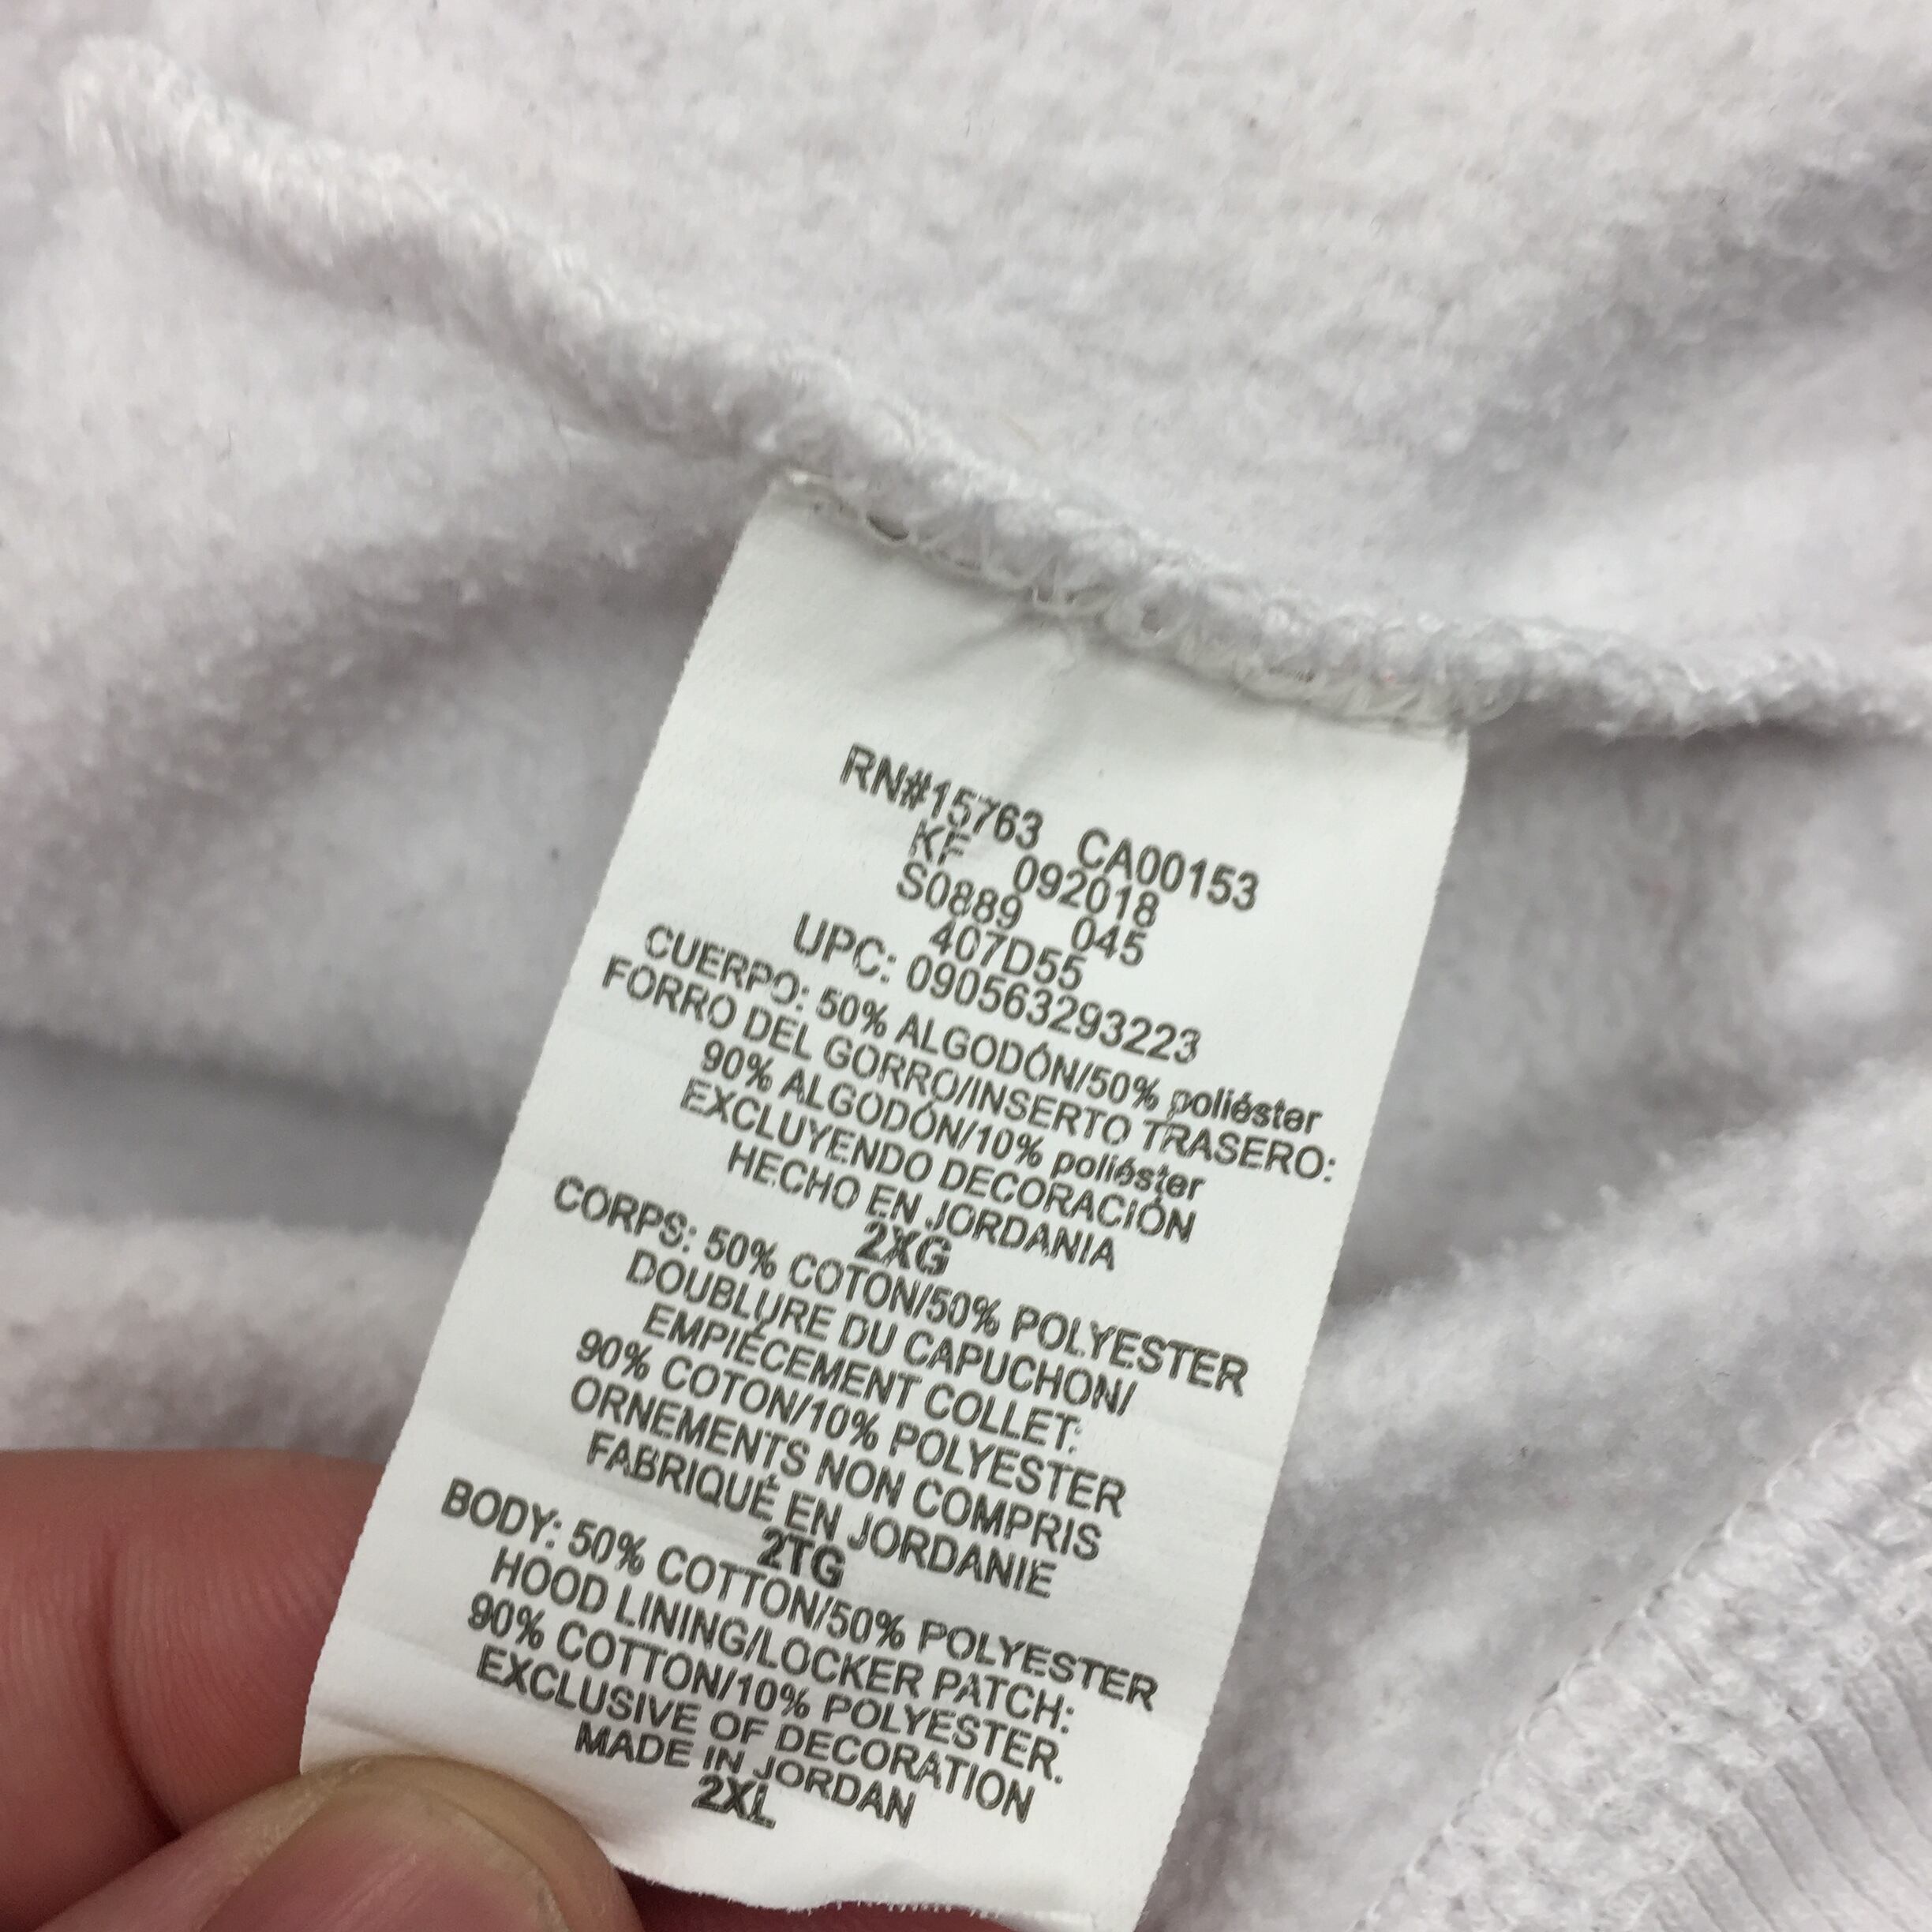 RN#15763 CA00153
KF 092018
S0889 045
407D55
UPC: 090563293223
CUERPO: 50% ALGODÓN/50% poliéster
FORRO DEL GORRO/INSERTO TRASERO:
90% ALGODÓN/10% poliéster
EXCLUYENDO DECORACIÓN
HECHO EN JORDANIA
2XG
CORPS: 50% COTON/50% POLYESTER
DOUBLURE DU CAPUCHON/
EMPIÉCEMENT COLLET:
90% COTON/10% POLYESTER
ORNEMENTS NON COMPRIS
FABRIQUÉ EN JORDANIE
2TG
BODY: 50% COTTON/50% POLYESTER
HOOD LINING/LOCKER PATCH:
90% COTTON/10% POLYESTER.
EXCLUSIVE OF DECORATION
MADE IN JORDAN
2XL